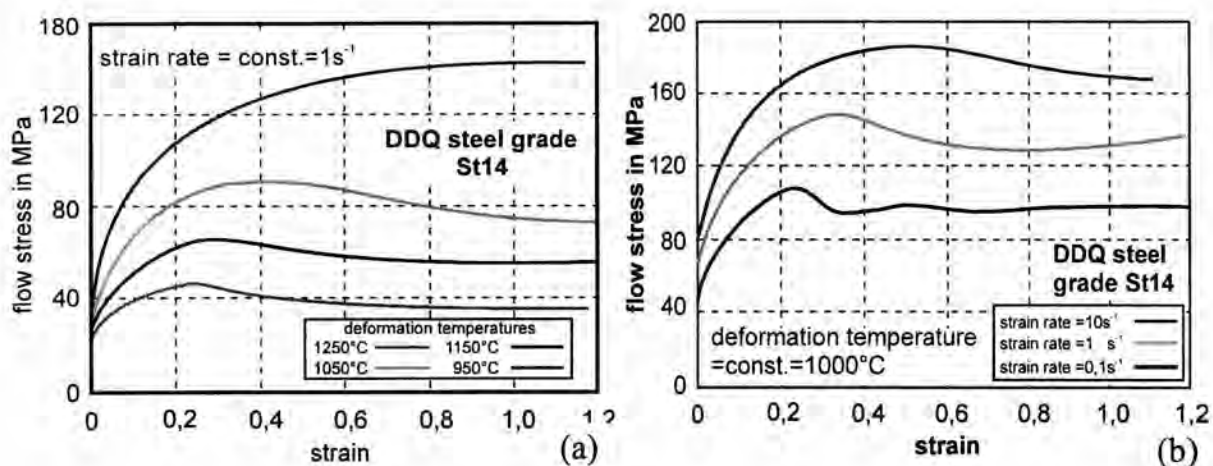 180
120
80
40
0
flow stress in MPa
strain rate = const.=1s⁻¹
DDQ steel grade
St14
deformation temperatures
1250°C 1150°C
1050°C 950°C
0 0,2 0,4 0,6 0,8 1,0 1,2
strain
(a)
200
160
120
80
40
0
flow stress in MPa
DDQ steel
grade St14
deformation temperature
=const.=1000°C
strain rate =10s⁻¹
strain rate =1 s⁻¹
strain rate =0,1s⁻¹
0 0,2 0,4 0,6 0,8 1,0 1,2
strain
(b)